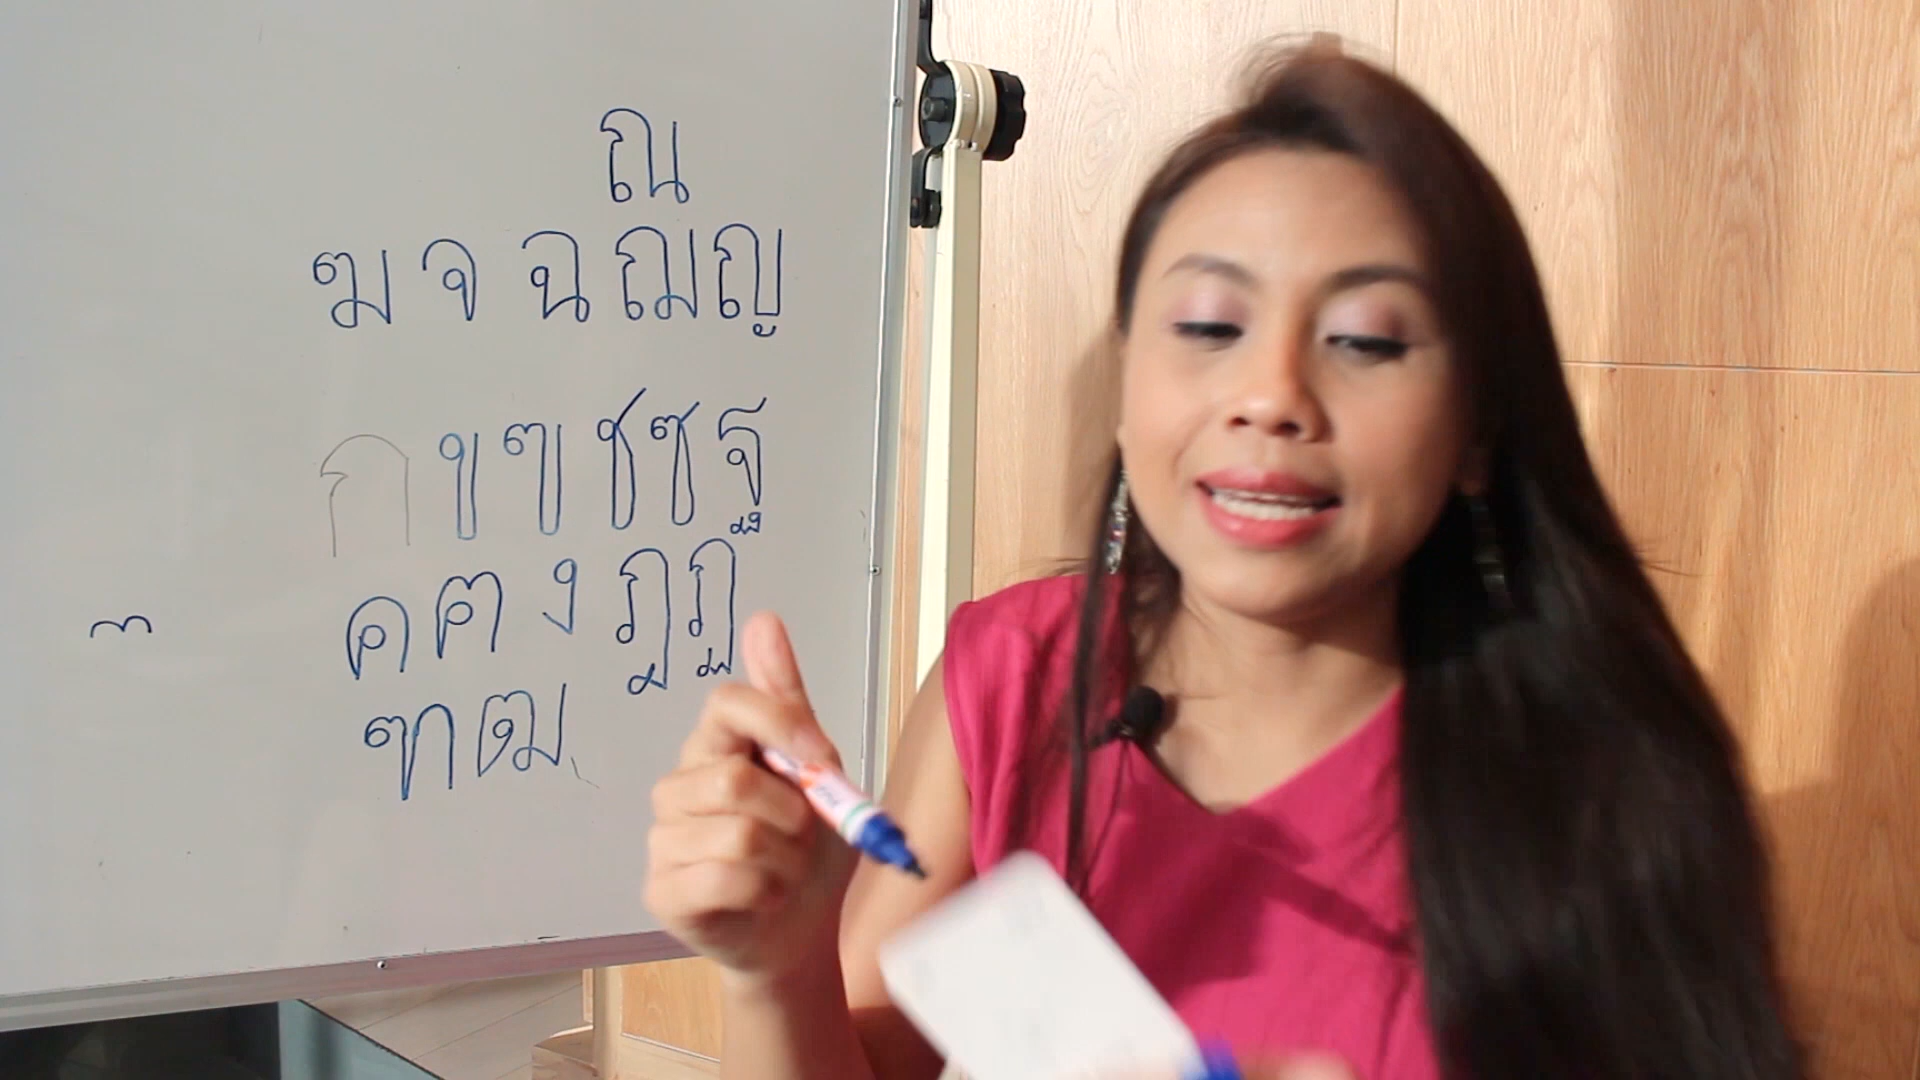 ณ
ฆ จ ฉ ฌ ญ
ก ข ฃ ช ซ ฐ
ค ฅ ง ฎ ฏ
ฑ ฒ